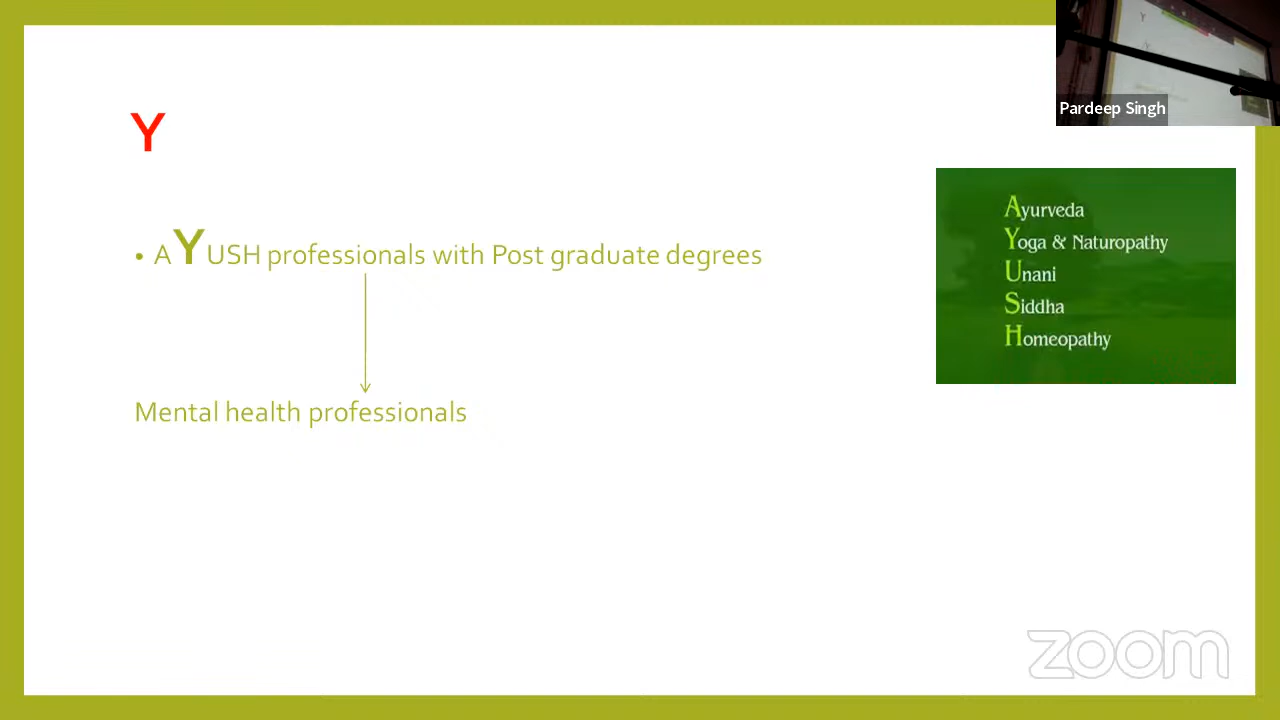 Y
Pardeep Singh
• AYUSH professionals with Post graduate degrees
Mental health professionals
Ayurveda
Yoga & Naturopathy
Unani
Siddha
Homeopathy
zoom